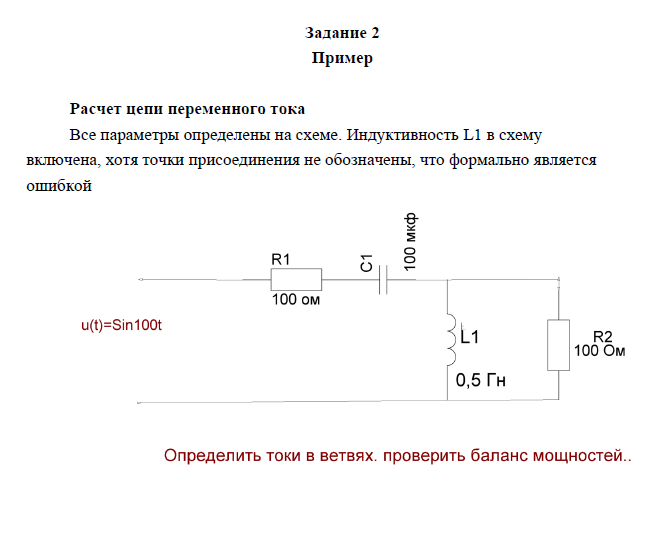 Задание 2
Пример
Расчет цепи переменного тока
Все параметры определены на схеме. Индуктивность L1 в схему
включена, хотя точки присоединения не обозначены, что формально является
ошибкой
R1
100 ом
C1
100 мкф
u(t)=Sin100t
L1
0,5 Гн
R2
100 Ом
Определить токи в ветвях. проверить баланс мощностей..